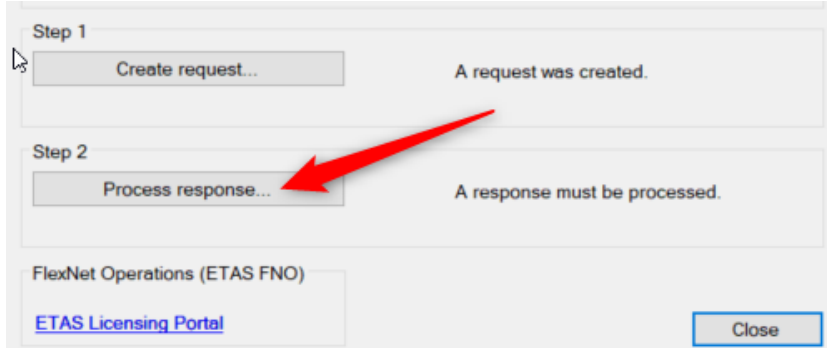 Step 1
Create request...
A request was created.
Step 2
Process response...
A response must be processed.
FlexNet Operations (ETAS FNO)
ETAS Licensing Portal
Close